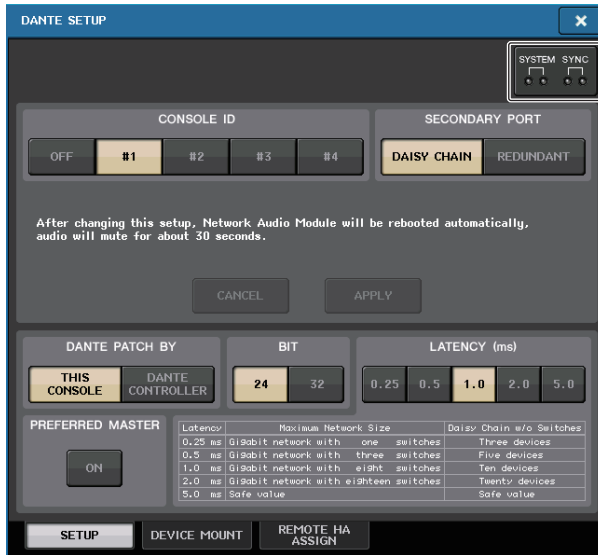 DANTE SETUP
SYSTEM SYNC
CONSOLE ID
SECONDARY PORT
OFF #1 #2 #3 #4 DAISY CHAIN REDUNDANT
After changing this setup, Network Audio Module will be rebooted automatically,
audio will mute for about 30 seconds.
CANCEL APPLY
DANTE PATCH BY BIT LATENCY (ms)
THIS CONSOLE DANTE CONTROLLER 24 32 0.25 0.5 1.0 2.0 5.0
PREFERRED MASTER
ON
Latency Maximum Network Size Daisy Chain w/o Switches
0.25 ms Gigabit network with one switches Three devices
0.5 ms Gigabit network with three switches Five devices
1.0 ms Gigabit network with eight switches Ten devices
2.0 ms Gigabit network with eighteen switches Twenty devices
5.0 ms Safe value Safe value
SETUP DEVICE MOUNT REMOTE HA ASSIGN